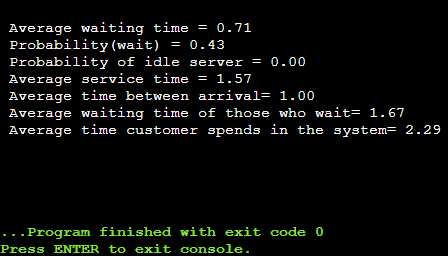 Average waiting time = 0.71
Probability(wait) = 0.43
Probability of idle server = 0.00
Average service time = 1.57
Average time between arrival= 1.00
Average waiting time of those who wait= 1.67
Average time customer spends in the system= 2.29
...Program finished with exit code 0
Press ENTER to exit console.